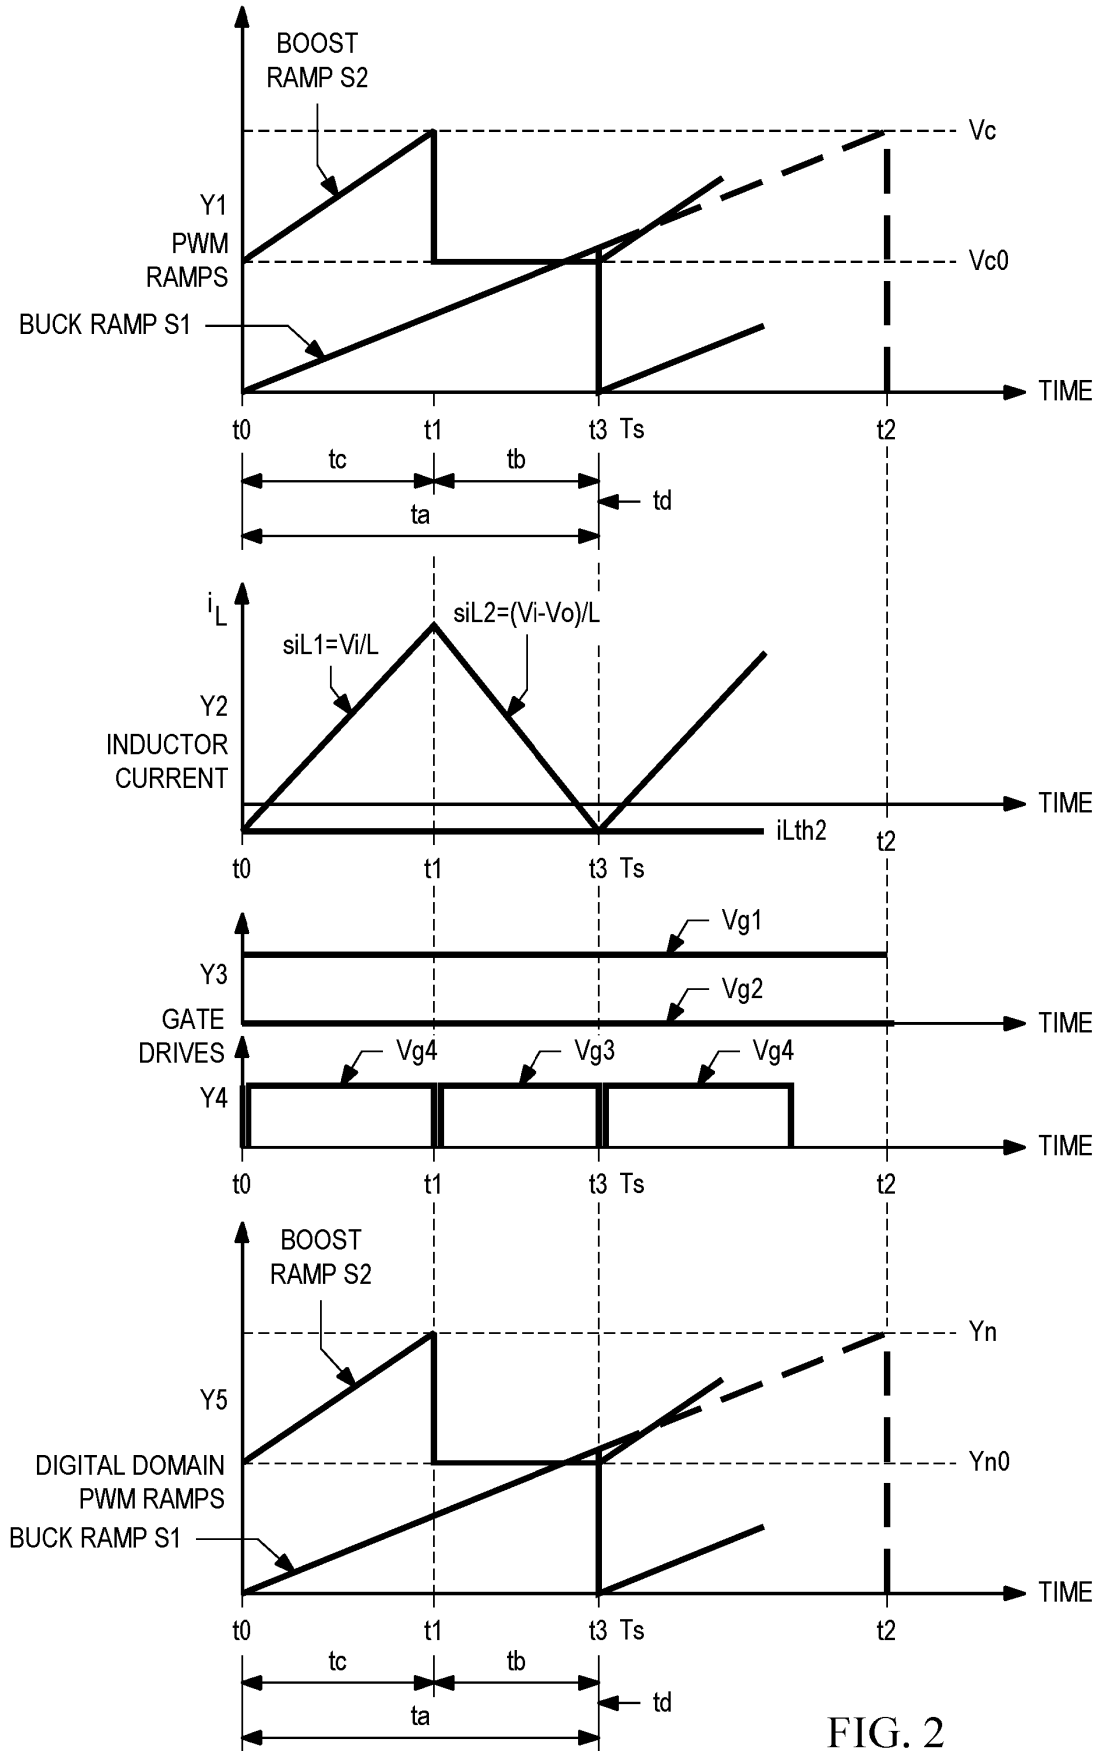 BOOST
RAMP S2
Vc
Y1
PWM
RAMPS
Vc0
BUCK RAMP S1
TIME
t0 t1 t3 Ts t2
tc tb
td
ta
iL
siL1=Vi/L
siL2=(Vi-Vo)/L
Y2
INDUCTOR
CURRENT
TIME
iLth2
t0 t1 t3 Ts t2
Vg1
Y3
Vg2
GATE
DRIVES
TIME
Vg4 Vg3 Vg4
Y4
TIME
t0 t1 t3 Ts t2
BOOST
RAMP S2
Yn
Y5
DIGITAL DOMAIN
PWM RAMPS
Yn0
BUCK RAMP S1
TIME
t0 t1 t3 Ts t2
tc tb
td
ta
FIG. 2